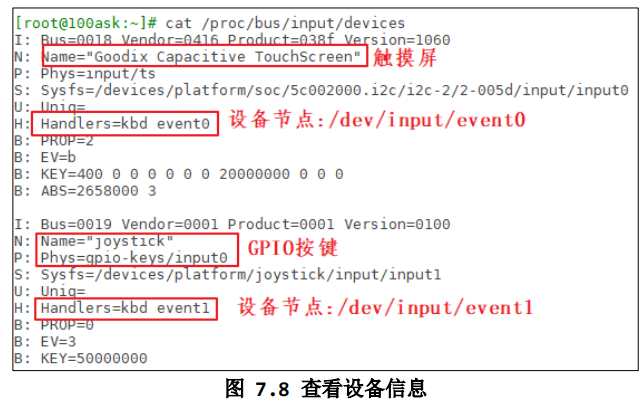 [root@100ask:~]# cat /proc/bus/input/devices
I: Bus=0018 Vendor=0416 Product=038f Version=1060
N: Name="Goodix Capacitive TouchScreen" 触摸屏
P: Phys=input/ts
S: Sysfs=/devices/platform/soc/5c002000.i2c/i2c-2/2-005d/input/input0
U: Uniq=
H: Handlers=kbd event0 设备节点:/dev/input/event0
B: PROP=2
B: EV=b
B: KEY=400 0 0 0 0 0 0 20000000 0 0 0
B: ABS=2658000 3
I: Bus=0019 Vendor=0001 Product=0001 Version=0100
N: Name="joystick"
P: Phys=gpio-keys/input0 GPIO按键
S: Sysfs=/devices/platform/joystick/input/input1
U: Uniq=
H: Handlers=kbd event1 设备节点:/dev/input/event1
B: PROP=0
B: EV=3
B: KEY=50000000
图 7.8 查看设备信息